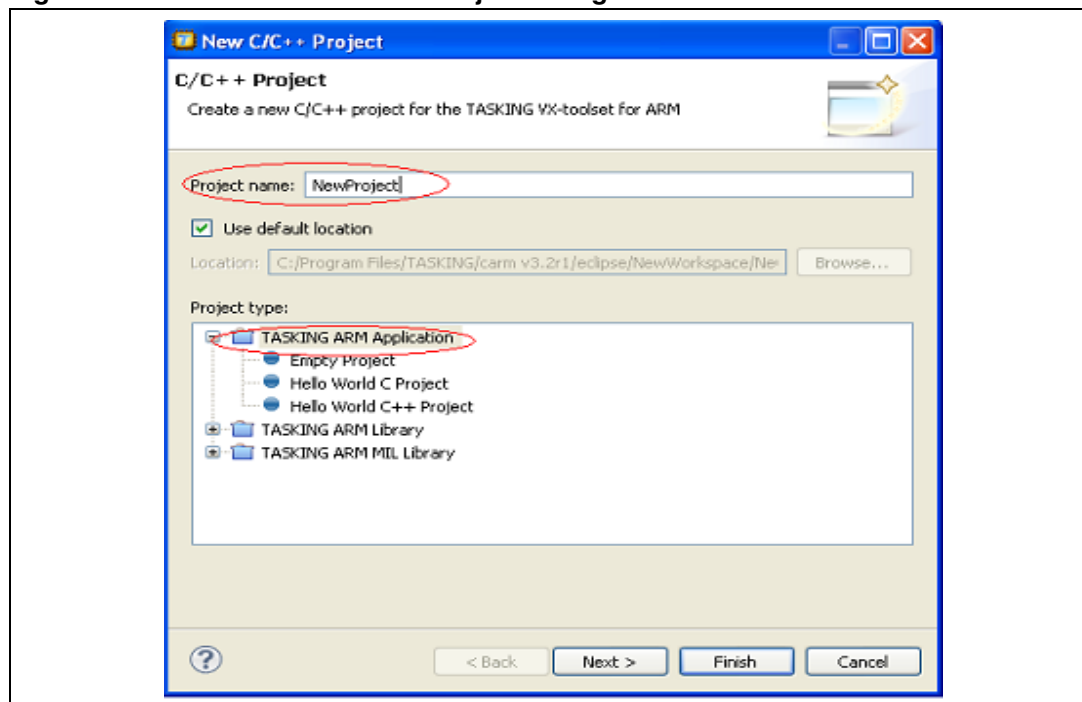 New C/C++ Project
C/C++ Project
Create a new C/C++ project for the TASKING VX-toolset for ARM
Project name: NewProject
Use default location
Location: C:/Program Files/TASKING/carm v3.2r1/eclipse/NewWorkspace/Ne Browse...
Project type:
TASKING ARM Application
Empty Project
Hello World C Project
Hello World C++ Project
TASKING ARM Library
TASKING ARM MIL Library
< Back Next > Finish Cancel